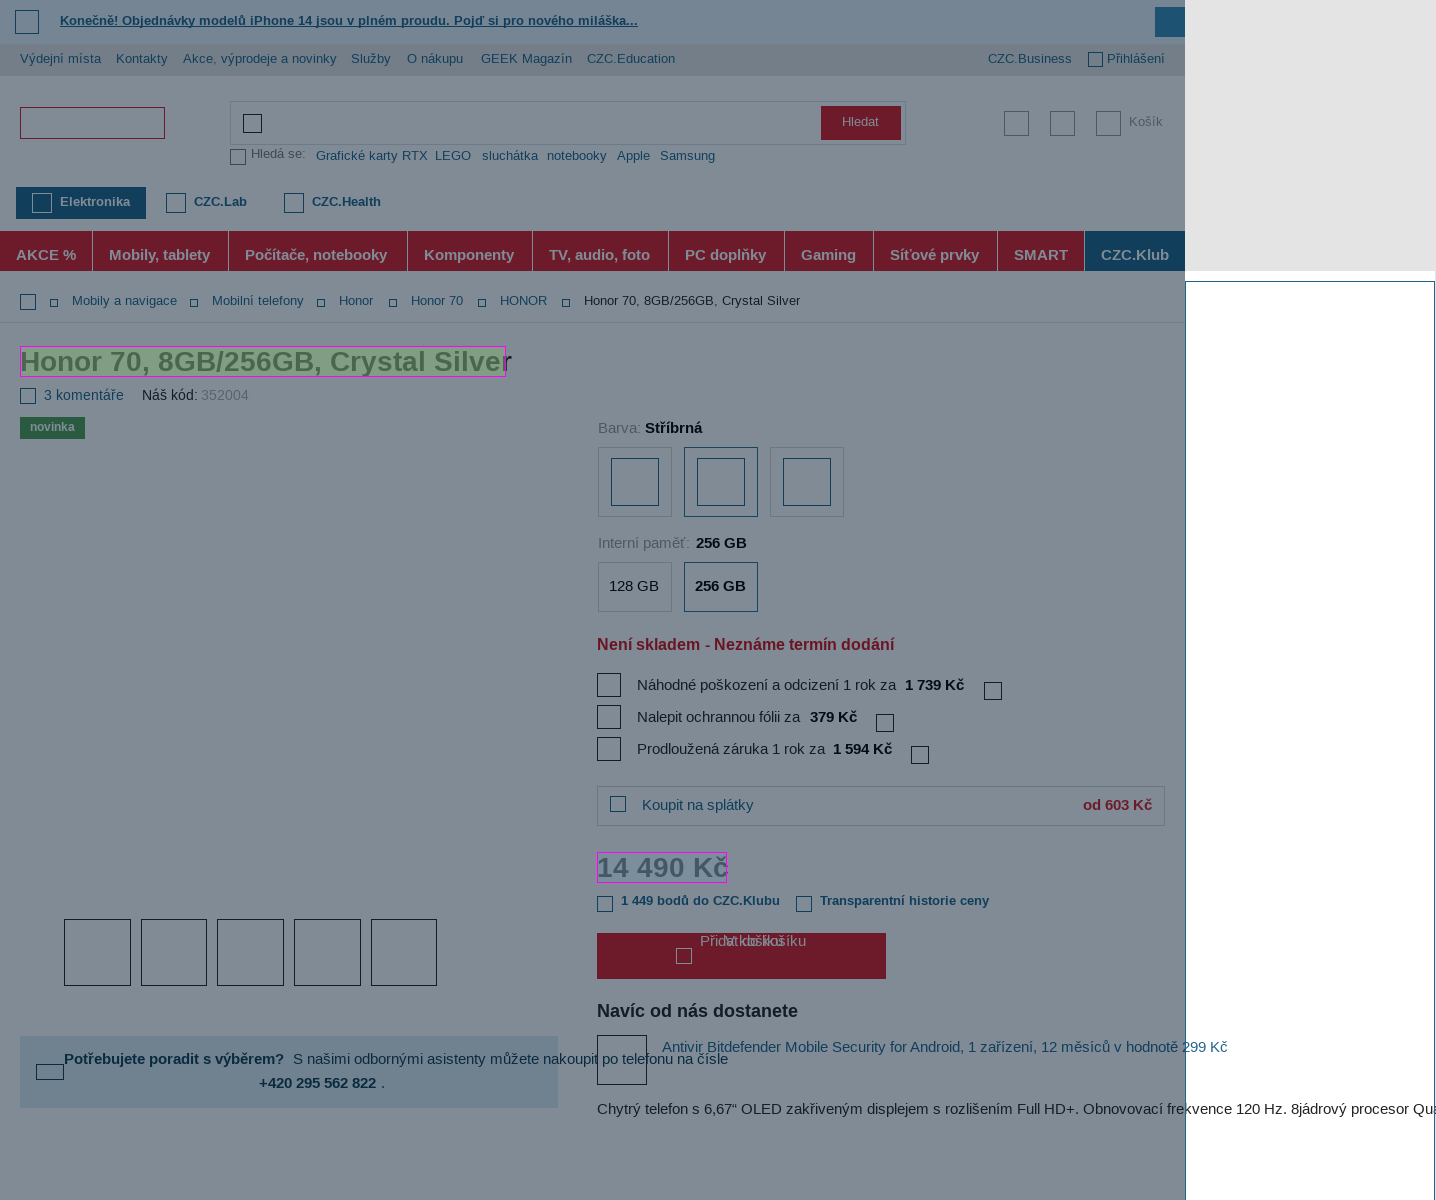 Konečně! Objednávky modelů iPhone 14 jsou v plném proudu. Pojď si pro nového miláška...
Výdejní místa Kontakty Akce, výprodeje a novinky Služby O nákupu GEEK Magazín CZC.Education CZC.Business Přihlášení
Hledat Košík
Hledá se: Grafické karty RTX LEGO sluchátka notebooky Apple Samsung
Elektronika CZC.Lab CZC.Health
AKCE % Mobily, tablety Počítače, notebooky Komponenty TV, audio, foto PC doplňky Gaming Síťové prvky SMART CZC.Klub
Mobily a navigace Mobilní telefony Honor Honor 70 HONOR Honor 70, 8GB/256GB, Crystal Silver
Honor 70, 8GB/256GB, Crystal Silver
3 komentáře Náš kód: 352004
novinka
Barva: Stříbrná
Interní paměť: 256 GB
128 GB 256 GB
Není skladem - Neznáme termín dodání
Náhodné poškození a odcizení 1 rok za 1 739 Kč
Nalepit ochrannou fólii za 379 Kč
Prodloužená záruka 1 rok za 1 594 Kč
Koupit na splátky od 603 Kč
14 490 Kč
1 449 bodů do CZC.Klubu Transparentní historie ceny
Přidat do košíku
V košíku
Navíc od nás dostanete
Antivir Bitdefender Mobile Security for Android, 1 zařízení, 12 měsíců v hodnotě 299 Kč
Potřebujete poradit s výběrem? S našimi odbornými asistenty můžete nakoupit po telefonu na čísle
+420 295 562 822 .
Chytrý telefon s 6,67“ OLED zakřiveným displejem s rozlišením Full HD+. Obnovovací frekvence 120 Hz. 8jádrový procesor